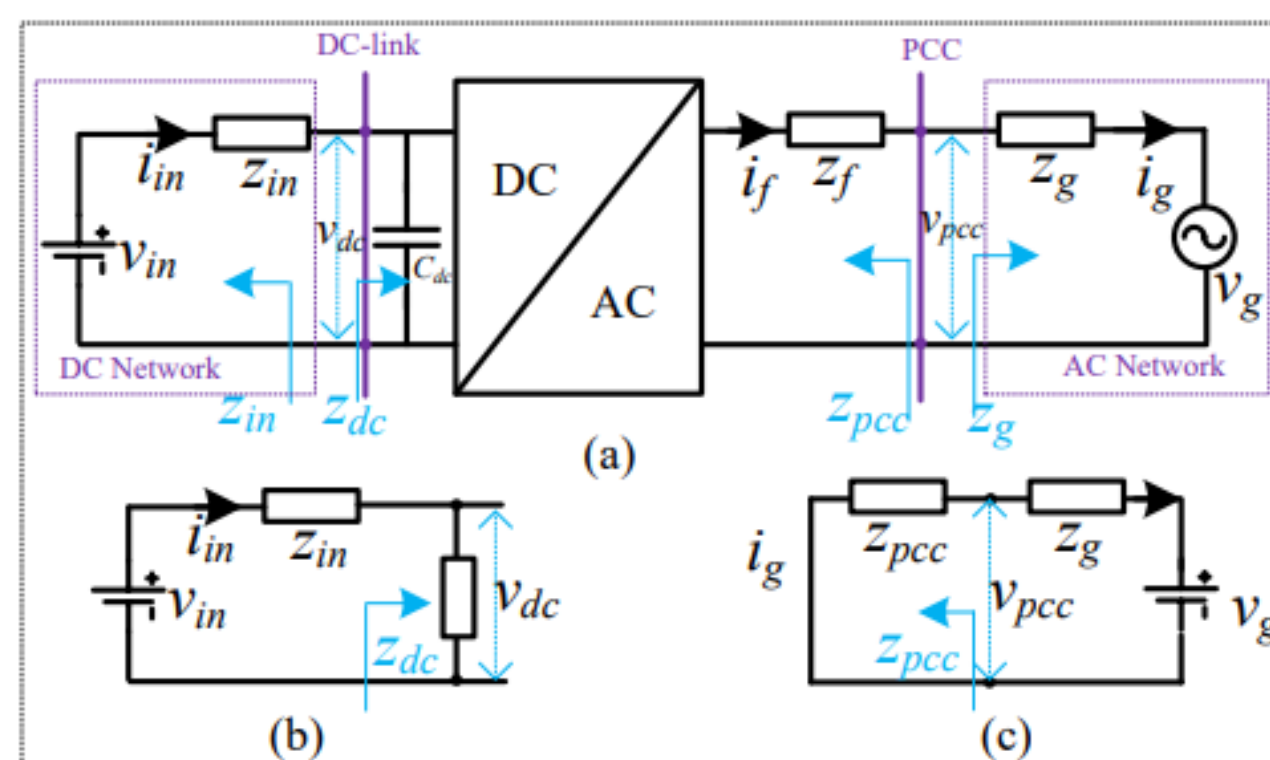 DC-link
PCC
i_in
z_in
v_in
v_dc
C_dc
DC
AC
i_f
z_f
v_pcc
z_g
i_g
v_g
DC Network
AC Network
z_in
z_dc
z_pcc
z_g
(a)
i_in
z_in
v_in
z_dc
v_dc
(b)
i_g
z_pcc
z_g
v_pcc
z_pcc
v_g
(c)